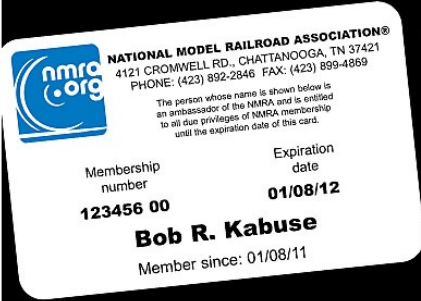 nmra
.org
NATIONAL MODEL RAILROAD ASSOCIATION®
4121 CROMWELL RD., CHATTANOOGA, TN 37421
PHONE: (423) 892-2846 FAX: (423) 899-4869
The person whose name is shown below is
an ambassador of the NMRA and is entitled
to all due privileges of NMRA membership
until the expiration date of this card.
Membership
number
123456 00
Expiration
date
01/08/12
Bob R. Kabuse
Member since: 01/08/11